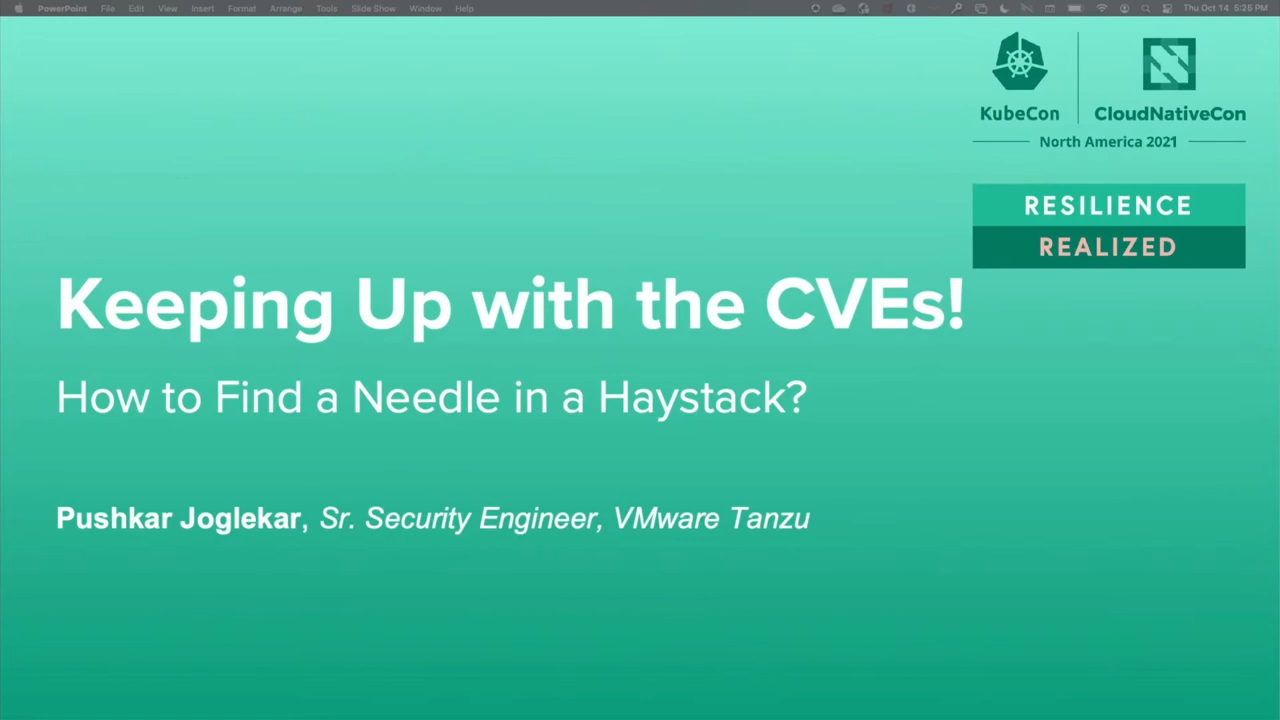 PowerPoint File Edit View Insert Format Arrange Tools Slide Show Window Help Thu Oct 14 5:25 PM
KubeCon CloudNativeCon
North America 2021
RESILIENCE
REALIZED
Keeping Up with the CVEs!
How to Find a Needle in a Haystack?
Pushkar Joglekar, Sr. Security Engineer, VMware Tanzu